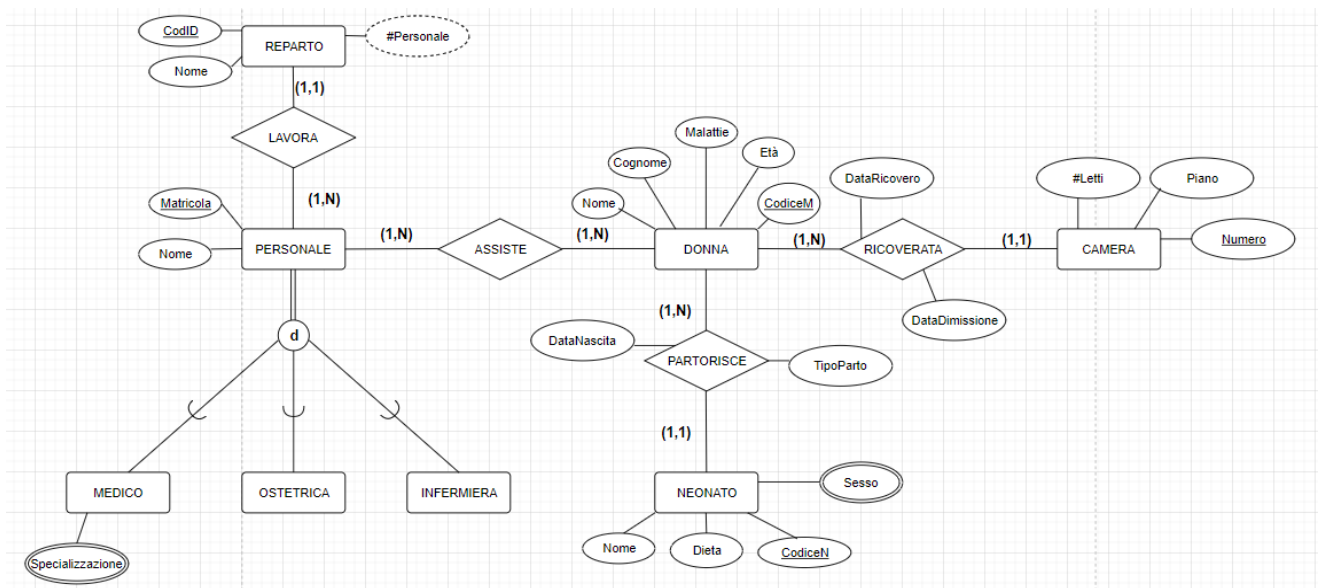 CodID
REPARTO
#Personale
Nome
(1,1)
LAVORA
(1,N)
Matricola
Nome
PERSONALE
(1,N)
ASSISTE
(1,N)
Nome
Cognome
Malattie
Età
CodiceM
DONNA
(1,N)
DataRicovero
RICOVERATA
DataDimissione
(1,1)
#Letti
Piano
Numero
CAMERA
(1,N)
DataNascita
PARTORISCE
TipoParto
(1,1)
d
MEDICO
OSTETRICA
INFERMIERA
Specializzazione
NEONATO
Sesso
Nome
Dieta
CodiceN